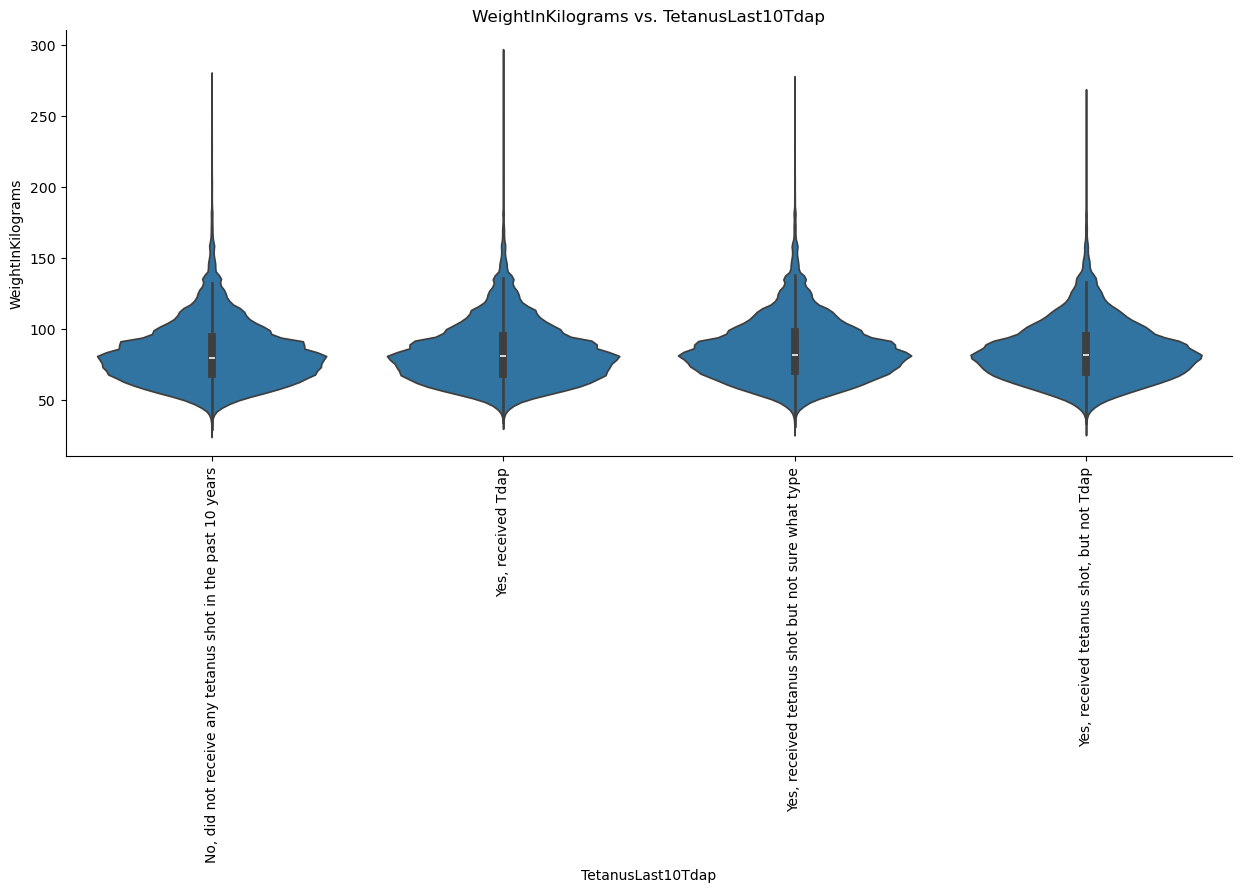 WeightInKilograms vs. TetanusLast10Tdap
300
250
200
150
100
50
WeightInKilograms
No, did not receive any tetanus shot in the past 10 years
Yes, received Tdap
Yes, received tetanus shot but not sure what type
Yes, received tetanus shot, but not Tdap
TetanusLast10Tdap